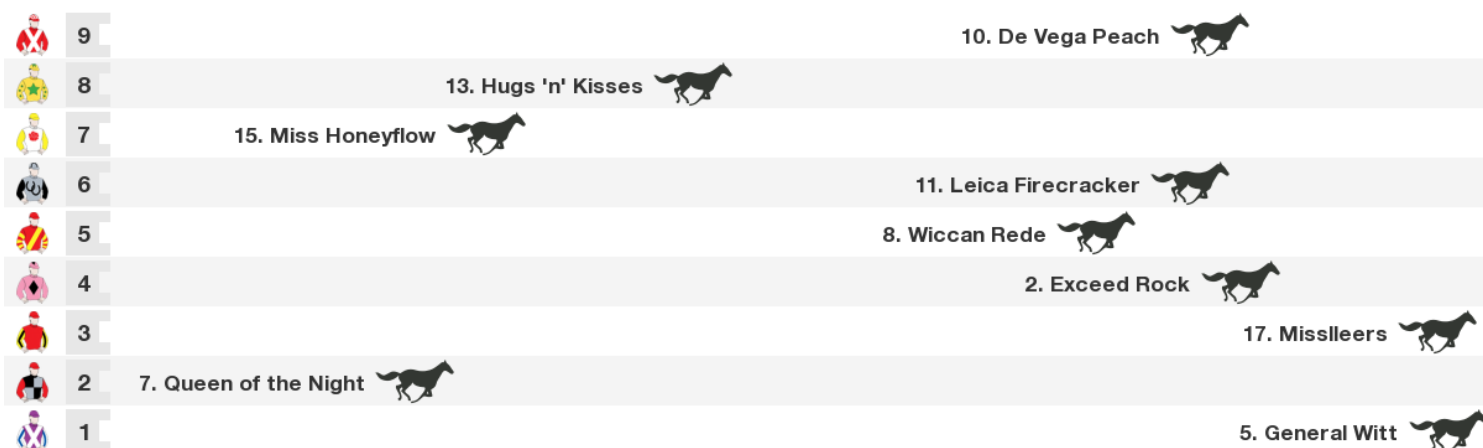 9 10. De Vega Peach
8 13. Hugs 'n' Kisses
7 15. Miss Honeyflow
6 11. Leica Firecracker
5 8. Wiccan Rede
4 2. Exceed Rock
3 17. Misslleers
2 7. Queen of the Night
1 5. General Witt